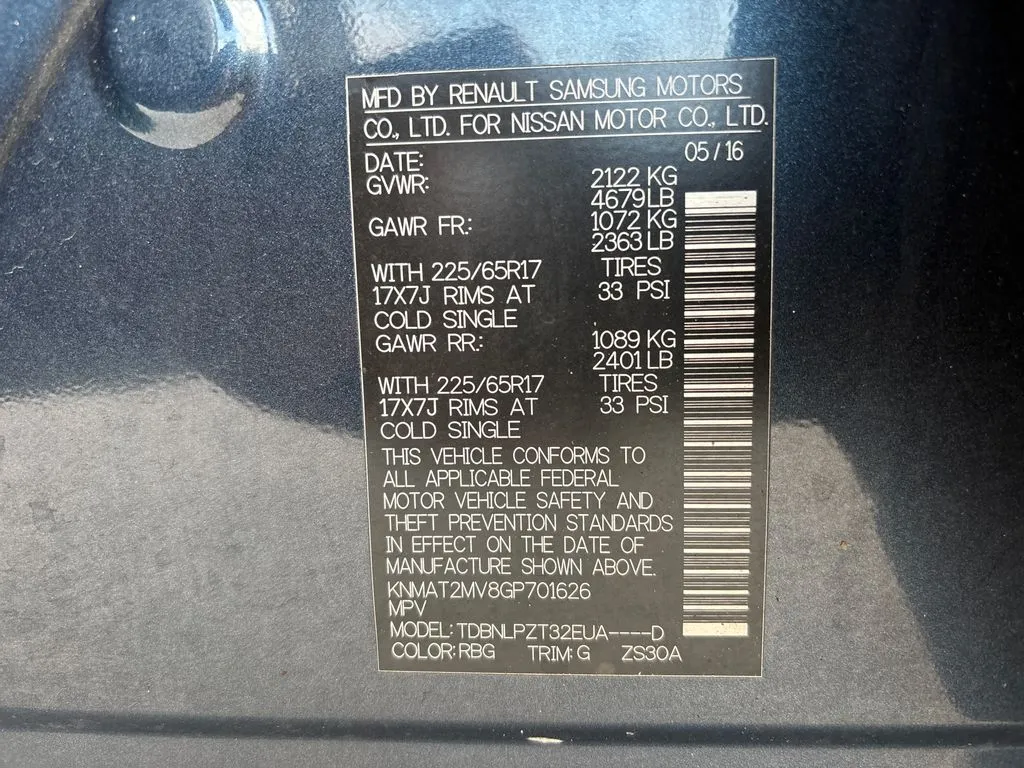 MFD BY RENAULT SAMSUNG MOTORS
CO., LTD. FOR NISSAN MOTOR CO., LTD.
DATE: 05/16
GVWR: 2122 KG
4679LB
GAWR FR.: 1072 KG
2363 LB
WITH 225/65R17 TIRES
17X7J RIMS AT 33 PSI
COLD SINGLE
GAWR RR.: 1089 KG
2401 LB
WITH 225/65R17 TIRES
17X7J RIMS AT 33 PSI
COLD SINGLE
THIS VEHICLE CONFORMS TO
ALL APPLICABLE FEDERAL
MOTOR VEHICLE SAFETY AND
THEFT PREVENTION STANDARDS
IN EFFECT ON THE DATE OF
MANUFACTURE SHOWN ABOVE.
KNMAT2MV8GP701626
MPV
MODEL: TDBNLPZT32EUA----D
COLOR: RBG TRIM: G ZS30A